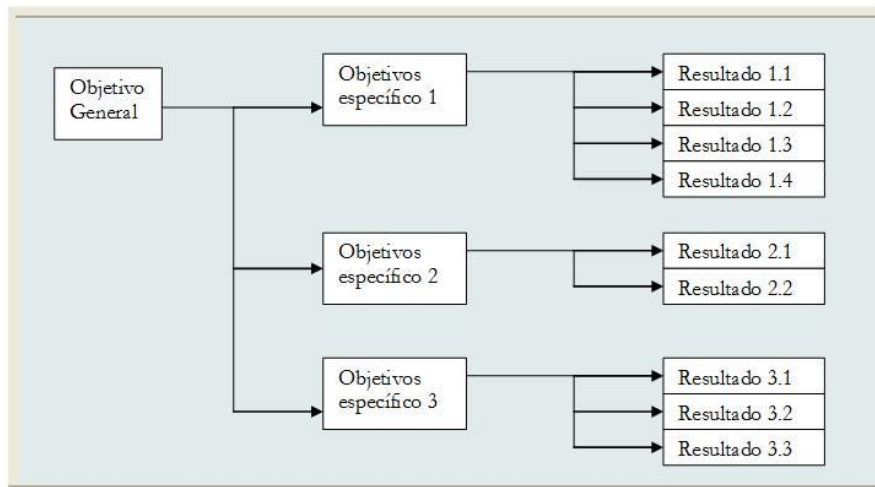 Objetivo
General
Objetivos
específico 1
Resultado 1.1
Resultado 1.2
Resultado 1.3
Resultado 1.4
Objetivos
específico 2
Resultado 2.1
Resultado 2.2
Objetivos
específico 3
Resultado 3.1
Resultado 3.2
Resultado 3.3